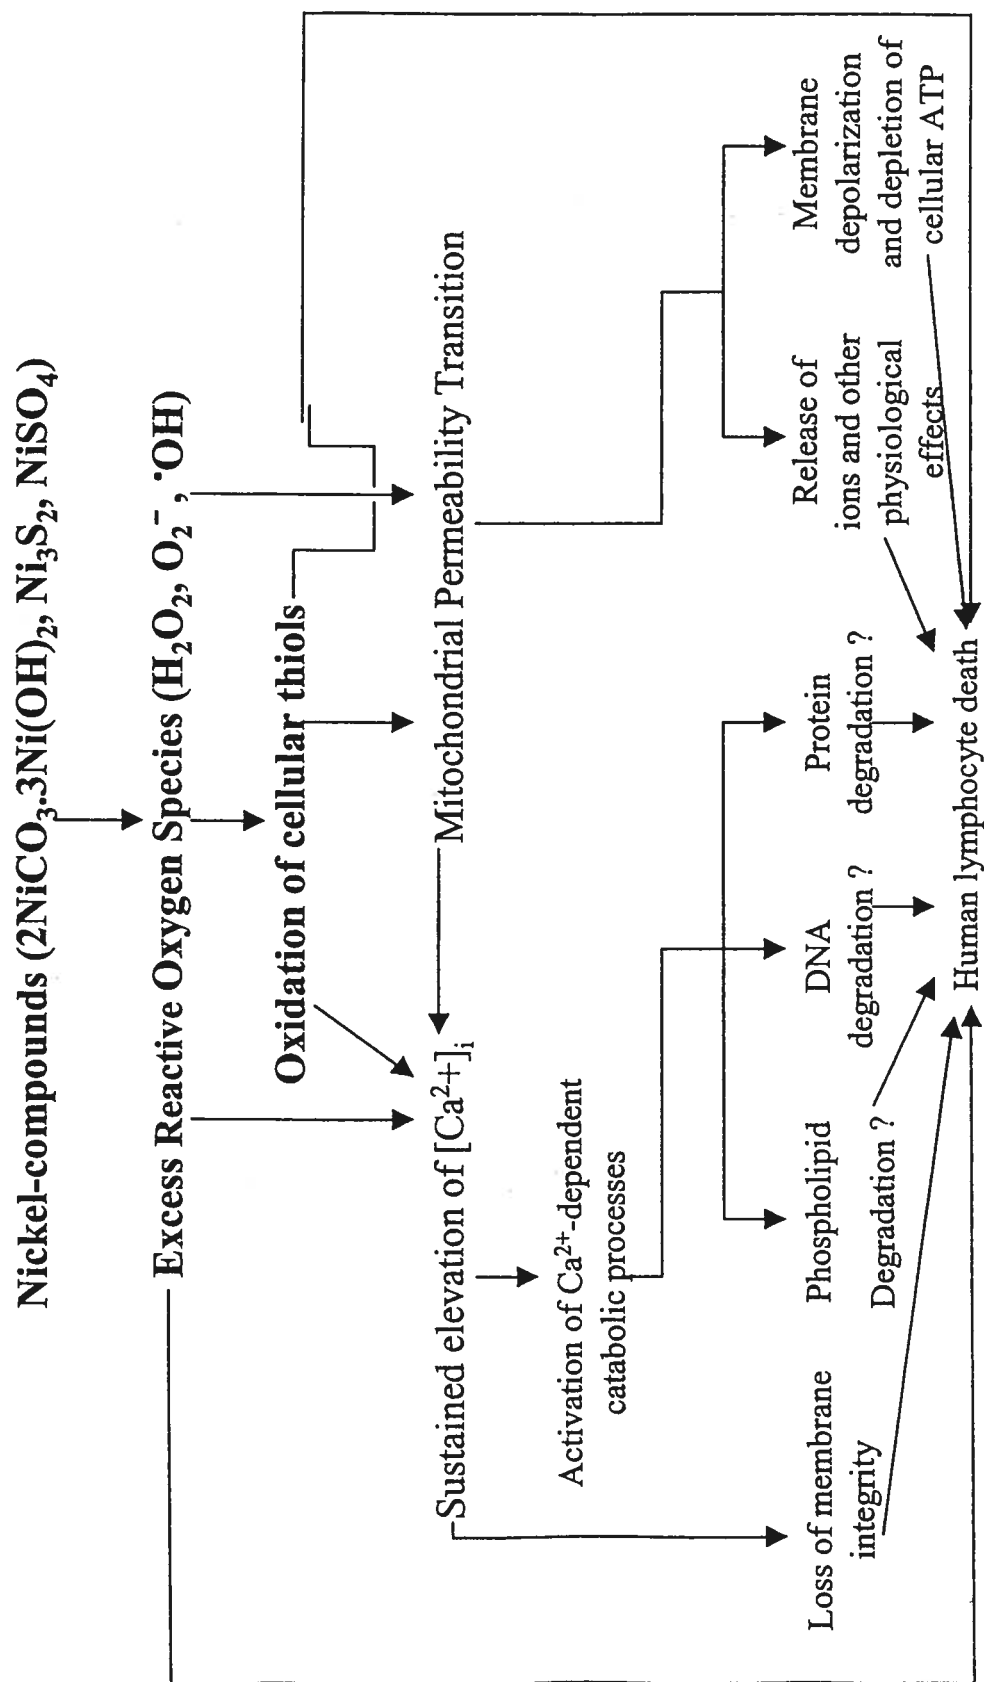 Nickel-compounds (2NiCO₃.3Ni(OH)₂, Ni₃S₂, NiSO₄)
Excess Reactive Oxygen Species (H₂O₂, O₂⁻, ·OH)
Oxidation of cellular thiols
Sustained elevation of [Ca²⁺]ᵢ
Mitochondrial Permeability Transition
Activation of Ca²⁺-dependent
catabolic processes
Loss of membrane
integrity
Phospholipid
Degradation ?
DNA
degradation ?
Protein
degradation ?
Release of
ions and other
physiological
effects
Membrane
depolarization
and depletion of
cellular ATP
Human lymphocyte death